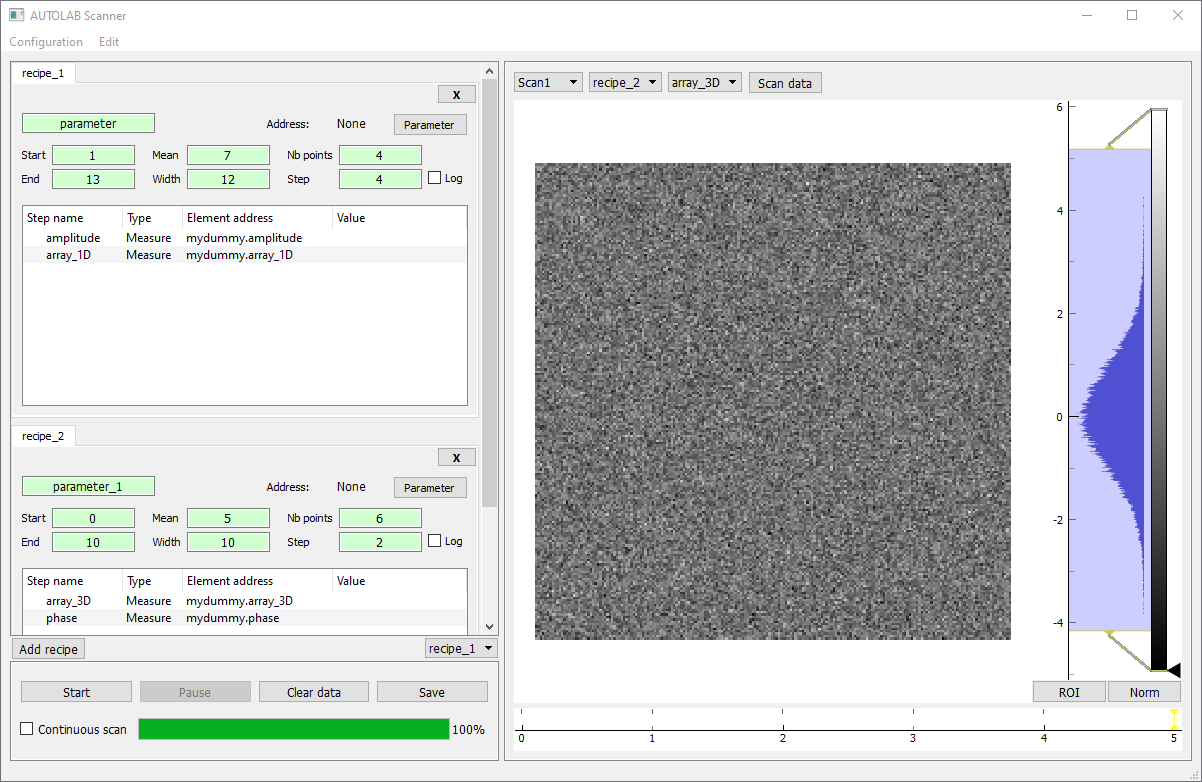 AUTOLAB Scanner
Configuration Edit
recipe_1
x
parameter Address: None Parameter
Start 1 Mean 7 Nb points 4
End 13 Width 12 Step 4 Log
Step name Type Element address Value
amplitude Measure mydummy.amplitude
array_1D Measure mydummy.array_1D
recipe_2
x
parameter_1 Address: None Parameter
Start 0 Mean 5 Nb points 6
End 10 Width 10 Step 2 Log
Step name Type Element address Value
array_3D Measure mydummy.array_3D
phase Measure mydummy.phase
Add recipe recipe_1
Start Pause Clear data Save
Continuous scan 100%
Scan1 recipe_2 array_3D Scan data
6
4
2
0
-2
-4
ROI Norm
0 1 2 3 4 5